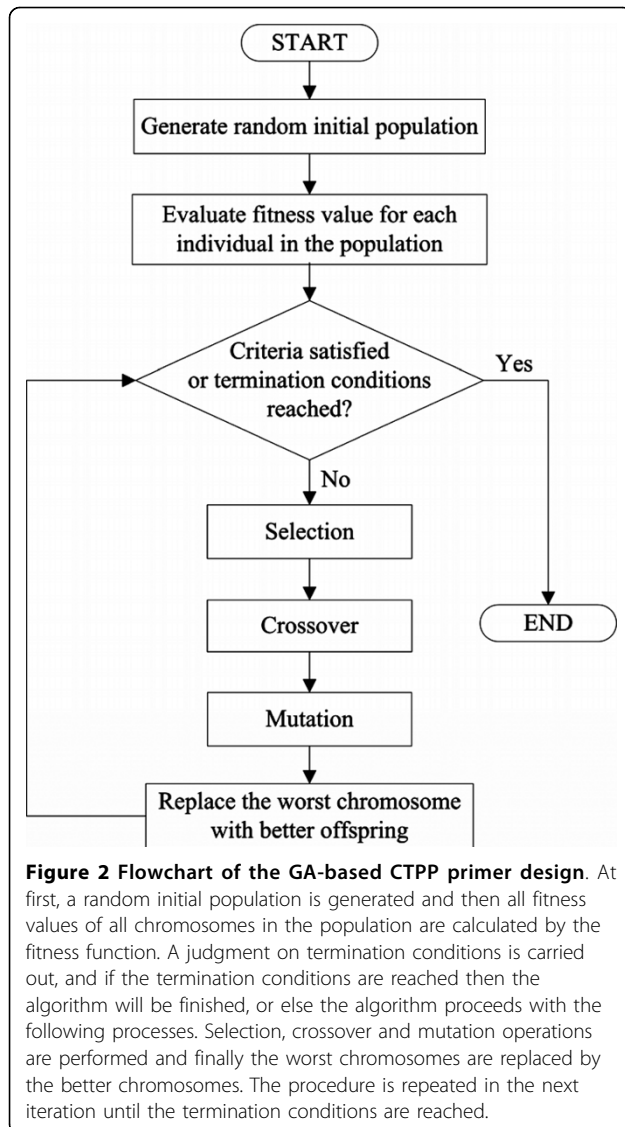 START
Generate random initial population
Evaluate fitness value for each
individual in the population
Criteria satisfied
or termination conditions
reached?
Yes
No
Selection
Crossover
END
Mutation
Replace the worst chromosome
with better offspring
Figure 2 Flowchart of the GA-based CTPP primer design. At
first, a random initial population is generated and then all fitness
values of all chromosomes in the population are calculated by the
fitness function. A judgment on termination conditions is carried
out, and if the termination conditions are reached then the
algorithm will be finished, or else the algorithm proceeds with the
following processes. Selection, crossover and mutation operations
are performed and finally the worst chromosomes are replaced by
the better chromosomes. The procedure is repeated in the next
iteration until the termination conditions are reached.